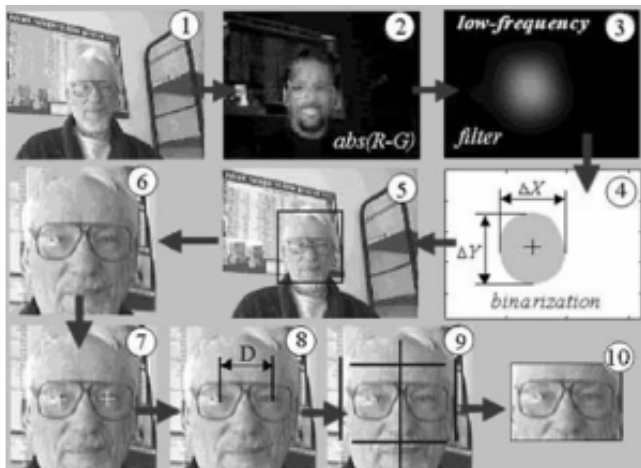 1
2
abs(R-G)
3
low-frequency
filter
6
5
4
ΔX
ΔY
binarization
7
8
D
9
10